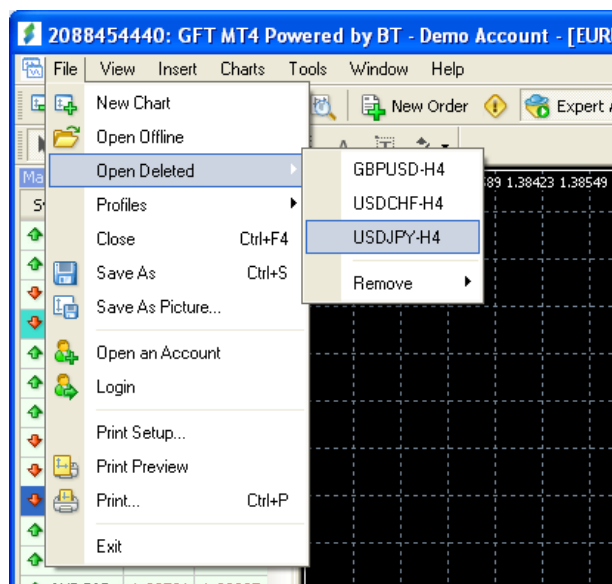 2088454440: GFT MT4 Powered by BT - Demo Account - [EUR
File View Insert Charts Tools Window Help
New Chart
New Order
Expert
Open Offline
Open Deleted
GBPUSD-H4
89 1.38423 1.38549
Profiles
USDCHF-H4
Close Ctrl+F4
USDJPY-H4
Save As Ctrl+S
Remove
Save As Picture...
Open an Account
Login
Print Setup...
Print Preview
Print... Ctrl+P
Exit